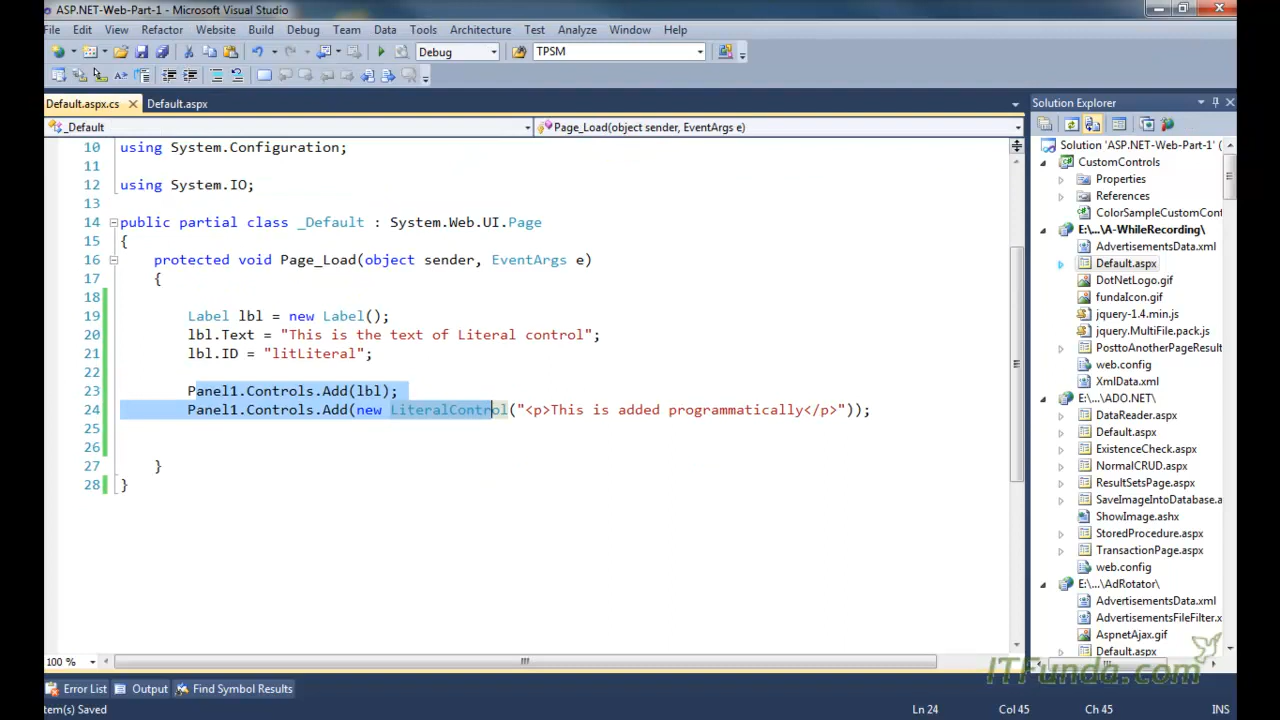 ASP.NET-Web-Part-1 - Microsoft Visual Studio
File Edit View Refactor Website Build Debug Team Data Tools Architecture Test Analyze Window Help
Debug TPSM
Default.aspx.cs Default.aspx Solution Explorer
_Default Page_Load(object sender, EventArgs e)
Solution 'ASP.NET-Web-Part-1' (
CustomControls
Properties
References
ColorSampleCustomCont
E:\...\A-WhileRecording\
AdvertisementsData.xml
Default.aspx
DotNetLogo.gif
fundaIcon.gif
jquery-1.4.min.js
jquery.MultiFile.pack.js
PosttoAnotherPageResult
web.config
XmlData.xml
E:\...\ADO.NET\
DataReader.aspx
Default.aspx
ExistenceCheck.aspx
NormalCRUD.aspx
ResultSetsPage.aspx
SaveImageIntoDatabase.a
ShowImage.ashx
StoredProcedure.aspx
TransactionPage.aspx
web.config
E:\...\AdRotator\
AdvertisementsData.xml
AdvertisementsFileFilter.x
AspnetAjax.gif
Default.aspx
10 using System.Configuration;
11
12 using System.IO;
13
14 public partial class _Default : System.Web.UI.Page
15 {
16 protected void Page_Load(object sender, EventArgs e)
17 {
18
19 Label lbl = new Label();
20 lbl.Text = "This is the text of Literal control";
21 lbl.ID = "litLiteral";
22
23 Panel1.Controls.Add(lbl);
24 Panel1.Controls.Add(new LiteralControl("<p>This is added programmatically</p>"));
25
26
27 }
28 }
100 %
ITFunda.com
Error List Output Find Symbol Results
tem(s) Saved Ln 24 Col 45 Ch 45 INS